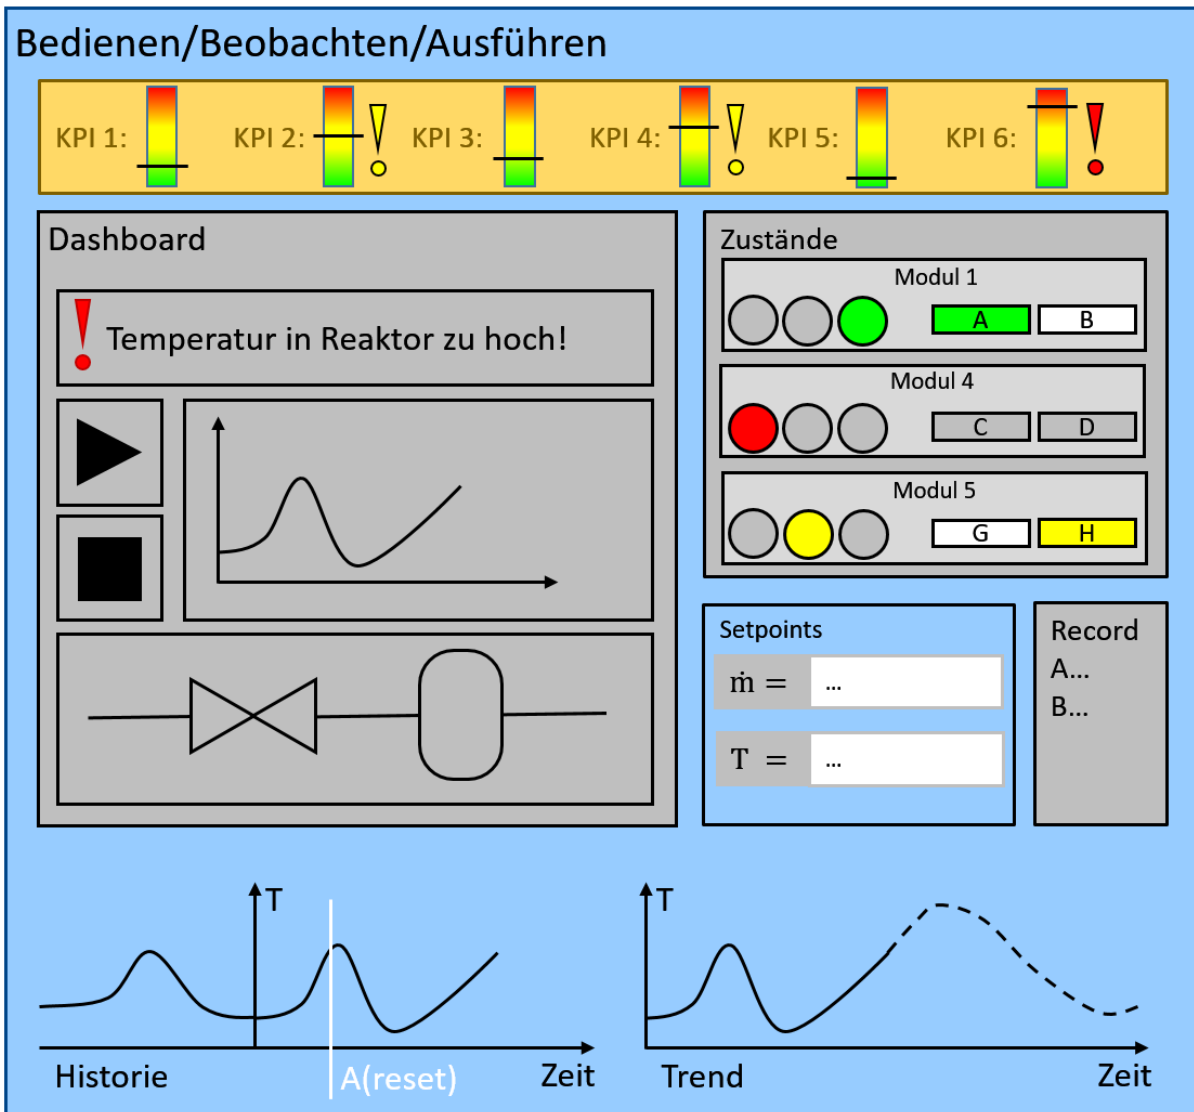 Bedienen/Beobachten/Ausführen
KPI 1: KPI 2: KPI 3: KPI 4: KPI 5: KPI 6:
Dashboard
Temperatur in Reaktor zu hoch!
Zustände
Modul 1
A B
Modul 4
C D
Modul 5
G H
Setpoints
ṁ = ...
T = ...
Record
A...
B...
T
Historie A(reset) Zeit
T
Trend Zeit